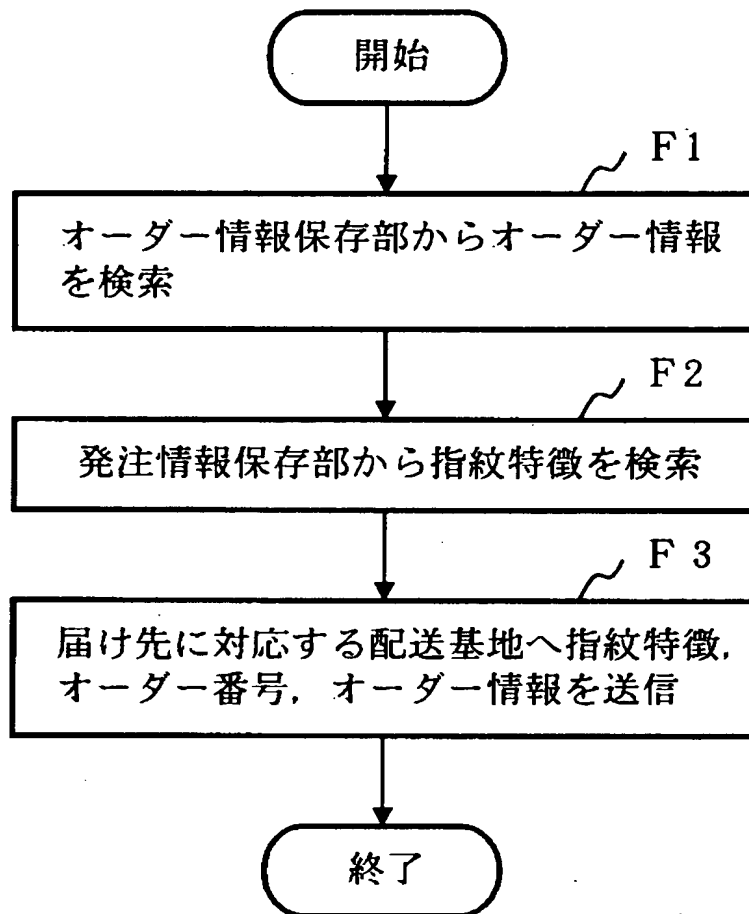 開始
F1
オーダー情報保存部からオーダー情報
を検索
F2
発注情報保存部から指紋特徴を検索
F 3
届け先に対応する配送基地へ指紋特徴,
オーダー番号, オーダー情報を送信
終了